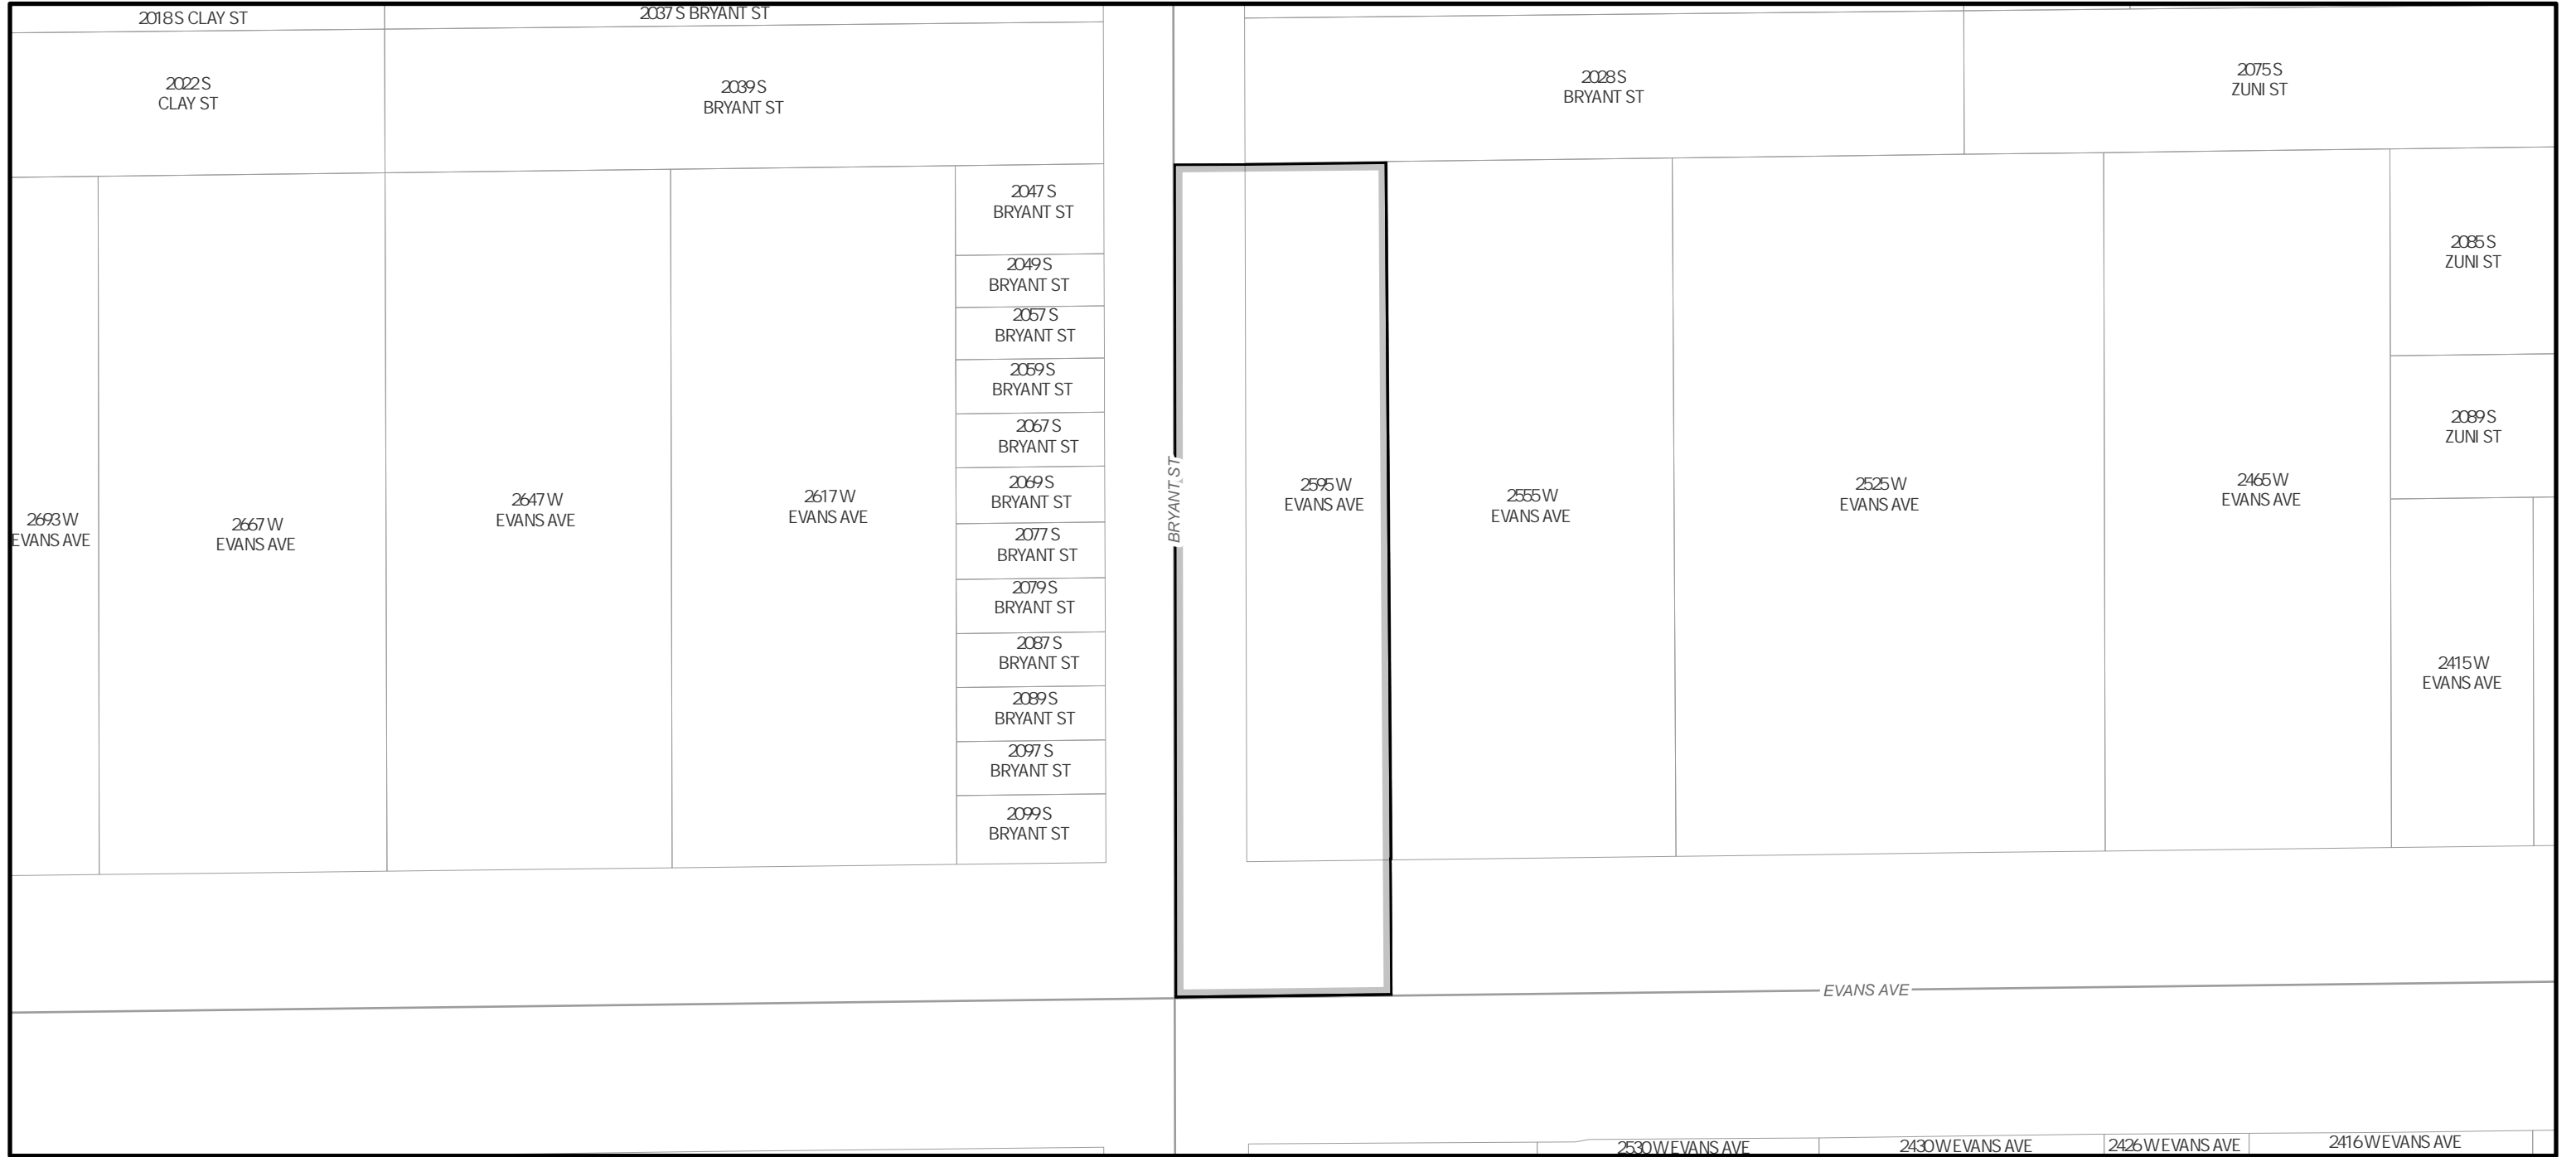 2018 S CLAY ST
2037 S BRYANT ST
2022 S
CLAY ST
2039 S
BRYANT ST
2028 S
BRYANT ST
2075 S
ZUNI ST
2047 S
BRYANT ST
2049 S
BRYANT ST
2057 S
BRYANT ST
2059 S
BRYANT ST
2067 S
BRYANT ST
2069 S
BRYANT ST
2077 S
BRYANT ST
2079 S
BRYANT ST
2087 S
BRYANT ST
2089 S
BRYANT ST
2097 S
BRYANT ST
2099 S
BRYANT ST
2693 W
EVANS AVE
2667 W
EVANS AVE
2647 W
EVANS AVE
2617 W
EVANS AVE
BRYANT ST
2595 W
EVANS AVE
2555 W
EVANS AVE
2525 W
EVANS AVE
2465 W
EVANS AVE
2085 S
ZUNI ST
2089 S
ZUNI ST
2415 W
EVANS AVE
EVANS AVE
2530 W EVANS AVE
2430 W EVANS AVE
2426 W EVANS AVE
2416 W EVANS AVE